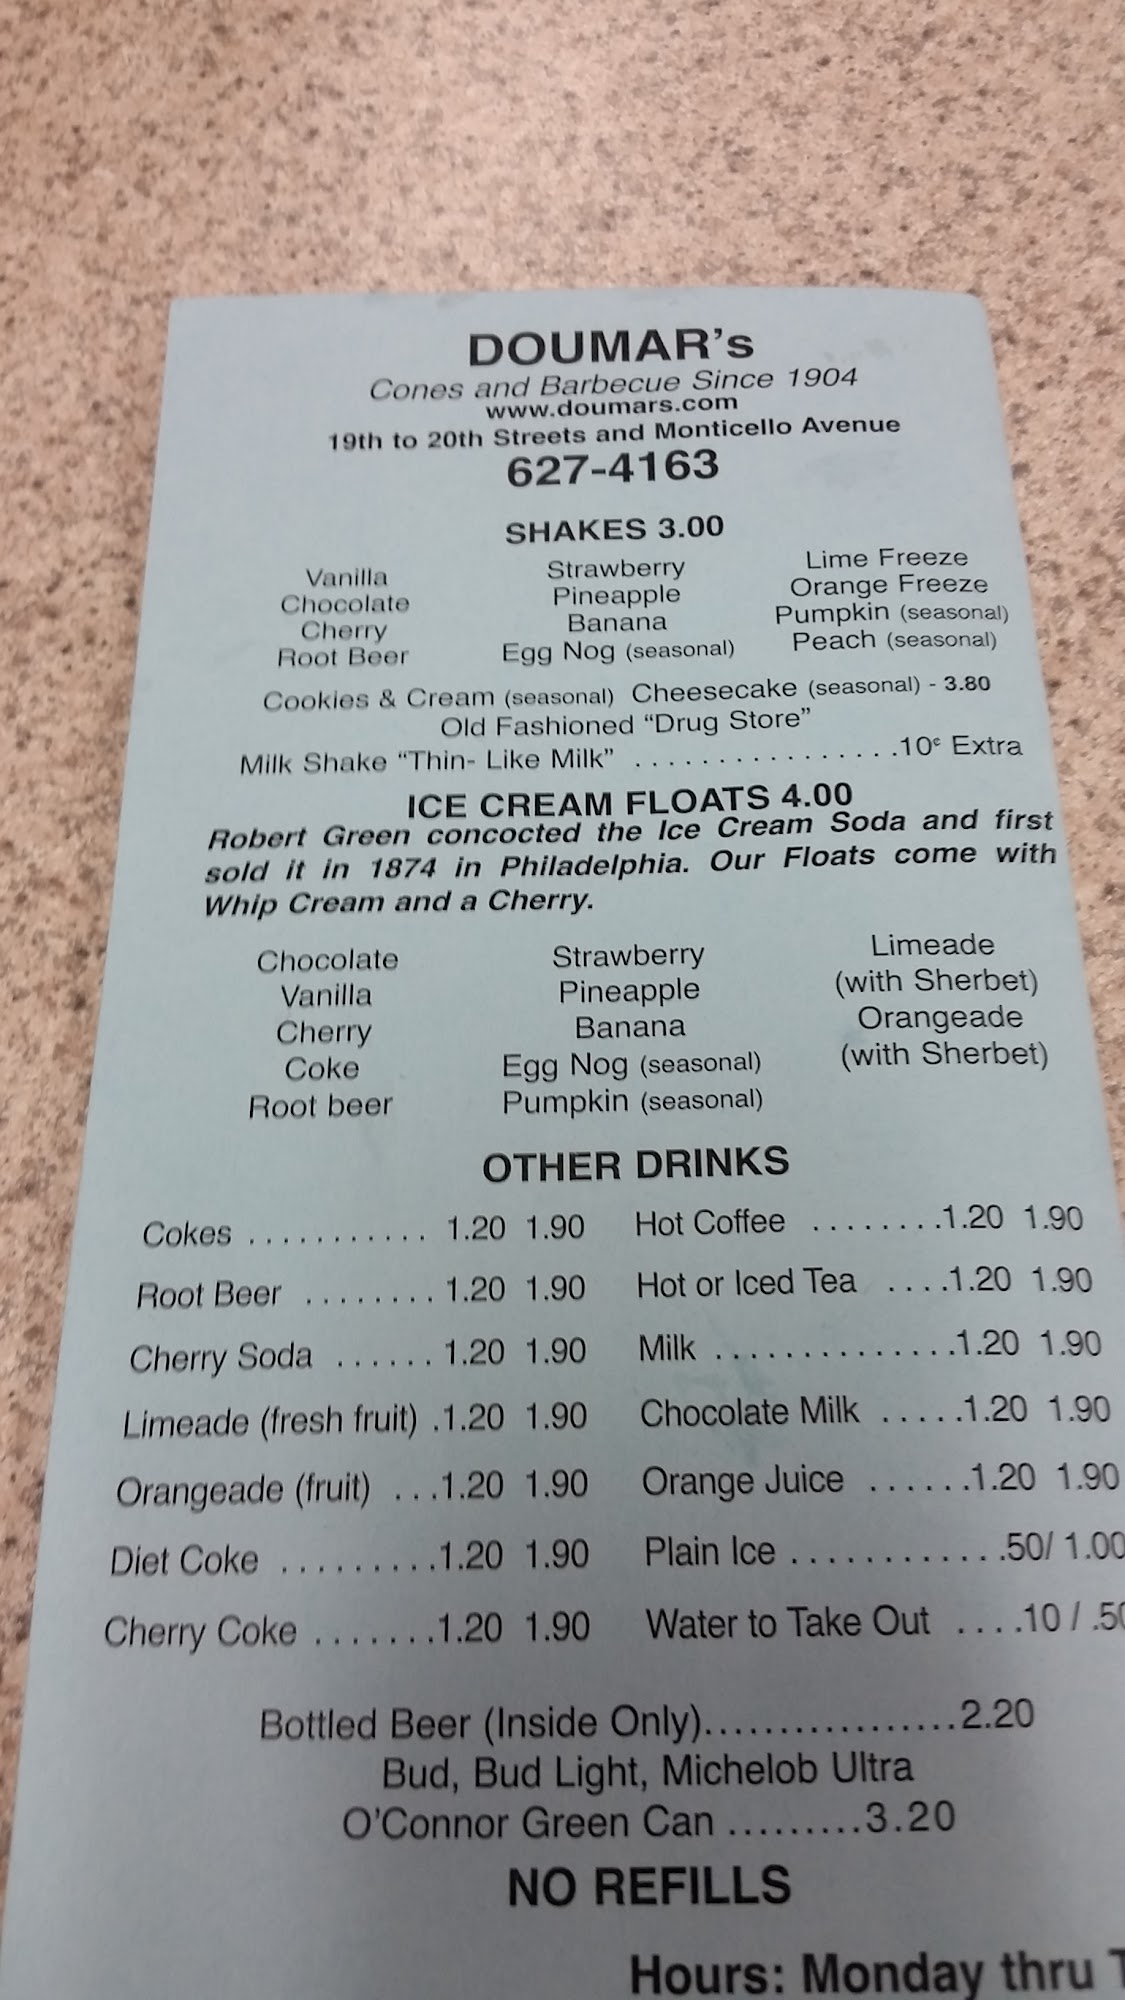 DOUMAR's
Cones and Barbecue Since 1904
www.doumars.com
19th to 20th Streets and Monticello Avenue
627-4163
SHAKES 3.00
Vanilla Strawberry Lime Freeze
Chocolate Pineapple Orange Freeze
Cherry Banana Pumpkin (seasonal)
Root Beer Egg Nog (seasonal) Peach (seasonal)
Cookies & Cream (seasonal) Cheesecake (seasonal) - 3.80
Old Fashioned “Drug Store”
Milk Shake “Thin- Like Milk” ................10¢ Extra
ICE CREAM FLOATS 4.00
Robert Green concocted the Ice Cream Soda and first
sold it in 1874 in Philadelphia. Our Floats come with
Whip Cream and a Cherry.
Chocolate Strawberry Limeade
Vanilla Pineapple (with Sherbet)
Cherry Banana Orangeade
Coke Egg Nog (seasonal) (with Sherbet)
Root beer Pumpkin (seasonal)
OTHER DRINKS
Cokes ........... 1.20 1.90 Hot Coffee ........1.20 1.90
Root Beer ........ 1.20 1.90 Hot or Iced Tea ....1.20 1.90
Cherry Soda ...... 1.20 1.90 Milk ..............1.20 1.90
Limeade (fresh fruit) .1.20 1.90 Chocolate Milk .....1.20 1.90
Orangeade (fruit) ...1.20 1.90 Orange Juice ......1.20 1.90
Diet Coke .........1.20 1.90 Plain Ice ............50/ 1.00
Cherry Coke .......1.20 1.90 Water to Take Out ....10 / .50
Bottled Beer (Inside Only).................2.20
Bud, Bud Light, Michelob Ultra
O'Connor Green Can .........3.20
NO REFILLS
Hours: Monday thru